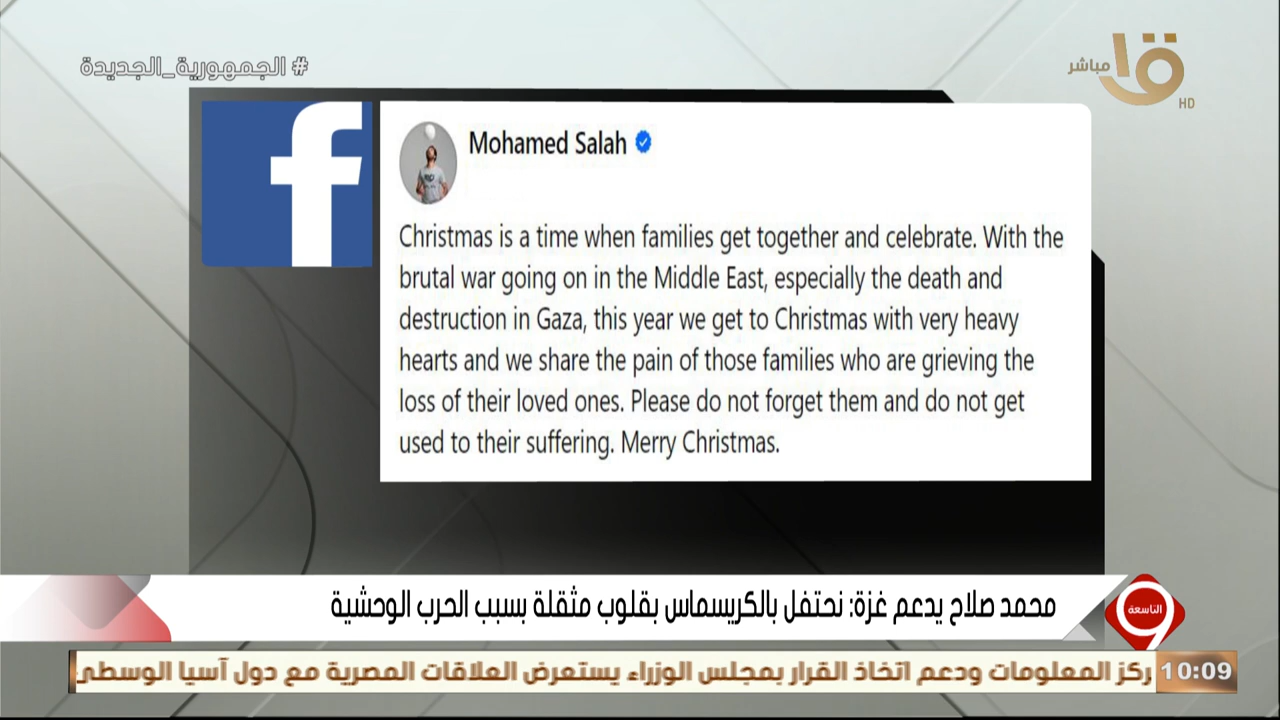 # الجمهورية_الجديدة
مباشر
HD
Mohamed Salah
Christmas is a time when families get together and celebrate. With the
brutal war going on in the Middle East, especially the death and
destruction in Gaza, this year we get to Christmas with very heavy
hearts and we share the pain of those families who are grieving the
loss of their loved ones. Please do not forget them and do not get
used to their suffering. Merry Christmas.
محمد صلاح يدعم غزة: نحتفل بالكريسماس بقلوب مثقلة بسبب الحرب الوحشية
التاسعة
10:09
ركز المعلومات ودعم اتخاذ القرار بمجلس الوزراء يستعرض العلاقات المصرية مع دول آسيا الوسطى